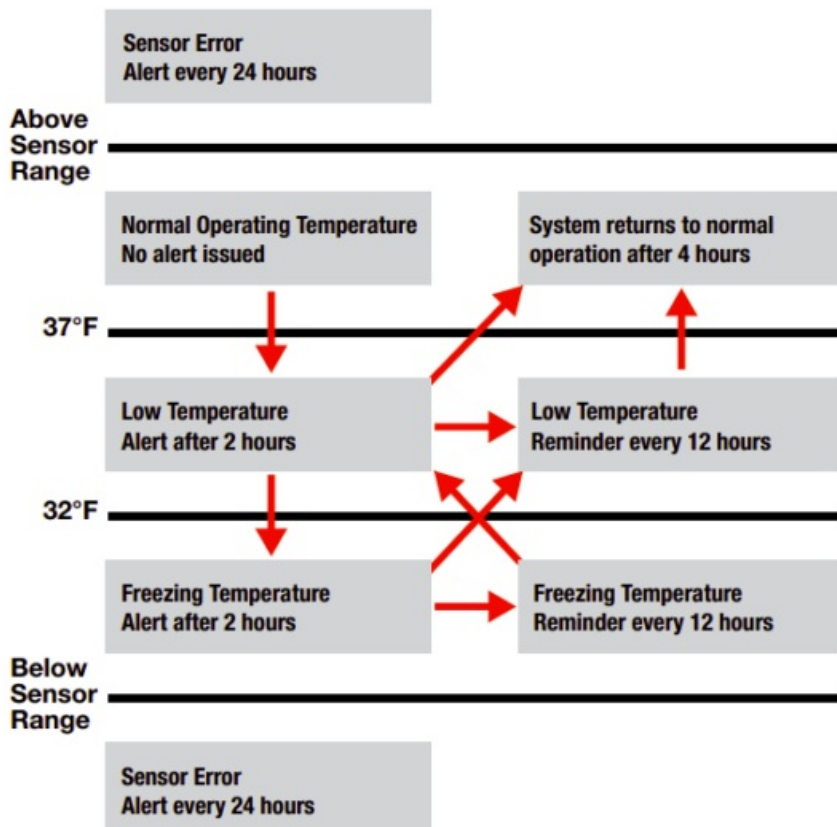 Sensor Error
Alert every 24 hours
Above
Sensor
Range
Normal Operating Temperature
No alert issued
System returns to normal
operation after 4 hours
37°F
Low Temperature
Alert after 2 hours
Low Temperature
Reminder every 12 hours
32°F
Freezing Temperature
Alert after 2 hours
Freezing Temperature
Reminder every 12 hours
Below
Sensor
Range
Sensor Error
Alert every 24 hours